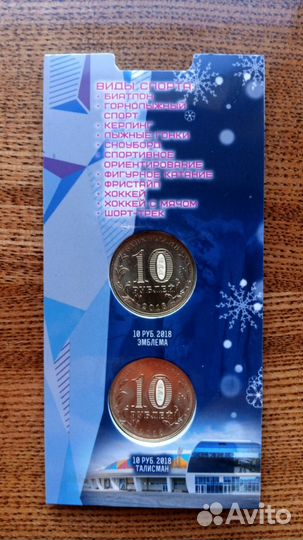 ВИДЫ СПОРТА:
• БИАТЛОН
• ГОРНОЛЫЖНЫЙ
СПОРТ
• КЕРЛИНГ
• ЛЫЖНЫЕ ГОНКИ
• СНОУБОРД
• СПОРТИВНОЕ
ОРИЕНТИРОВАНИЕ
• ФИГУРНОЕ КАТАНИЕ
• ФРИСТАЙЛ
• ХОККЕЙ
• ХОККЕЙ С МЯЧОМ
• ШОРТ-ТРЕК
10
РУБЛЕЙ
2018
10 РУБ. 2018
ЭМБЛЕМА
10
РУБЛЕЙ
10 РУБ. 2018
ТАЛИСМАН
Avito